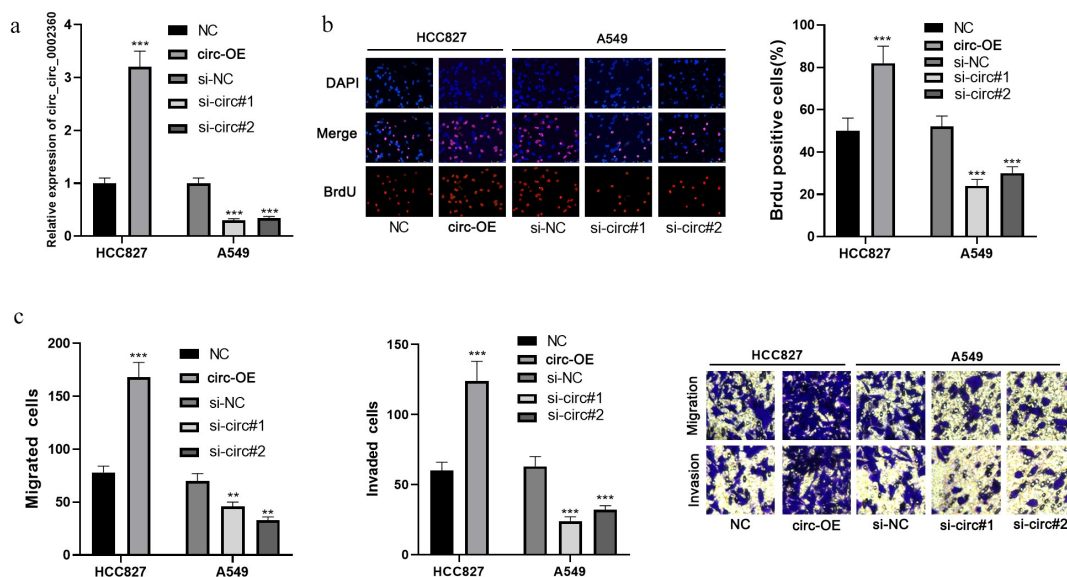 a
Relative expression of circ_circ_0002360
4
3
2
1
0
***
***
***
HCC827
A549
NC
circ-OE
si-NC
si-circ#1
si-circ#2
b
HCC827
A549
DAPI
Merge
BrdU
NC
circ-OE
si-NC
si-circ#1
si-circ#2
Brdu positive cells(%)
100
80
60
40
20
0
***
***
***
HCC827
A549
NC
circ-OE
si-NC
si-circ#1
si-circ#2
c
Migrated cells
200
150
100
50
0
***
**
**
HCC827
A549
NC
circ-OE
si-NC
si-circ#1
si-circ#2
Invaded cells
150
100
50
0
***
***
***
HCC827
A549
NC
circ-OE
si-NC
si-circ#1
si-circ#2
HCC827
A549
Migration
Invasion
NC
circ-OE
si-NC
si-circ#1
si-circ#2